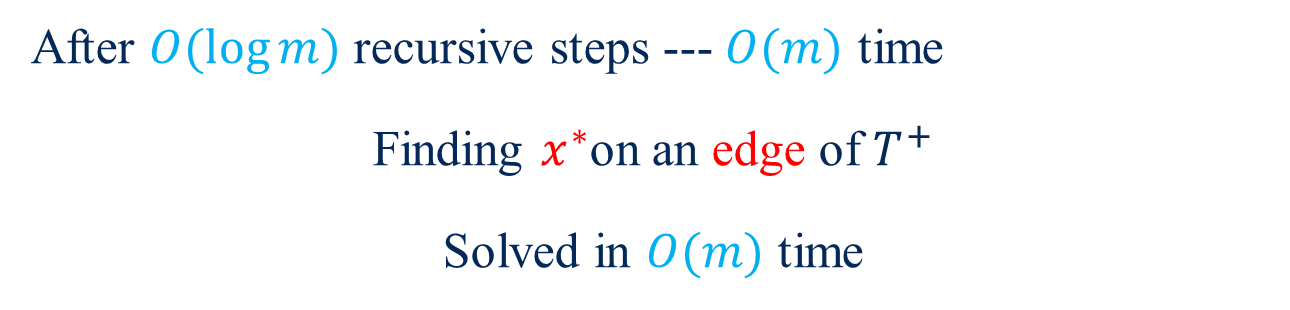 After O(log m) recursive steps --- O(m) time
Finding x* on an edge of T⁺
Solved in O(m) time